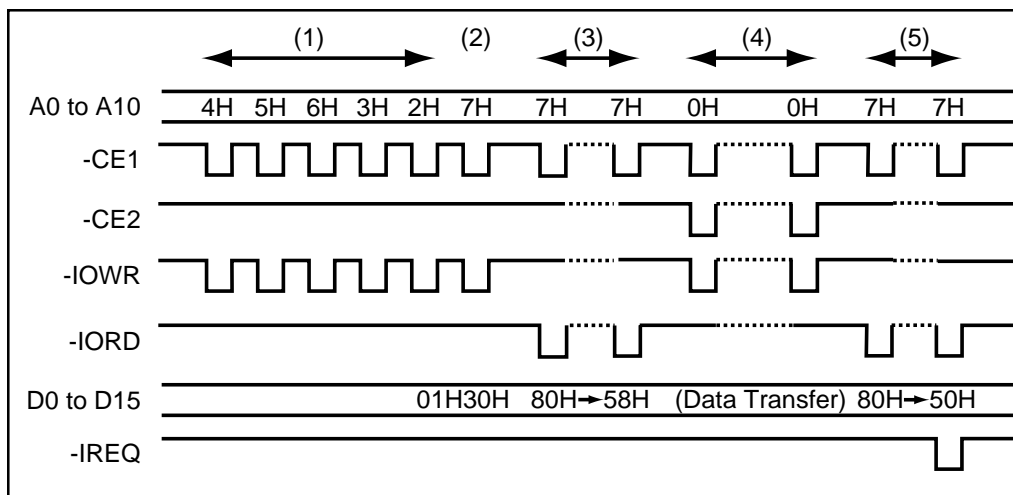 (1) (2) (3) (4) (5)
A0 to A10 4H 5H 6H 3H 2H 7H 7H 7H 0H 0H 7H 7H
-CE1
-CE2
-IOWR
-IORD
D0 to D15 01H30H 80H→58H (Data Transfer) 80H→50H
-IREQ